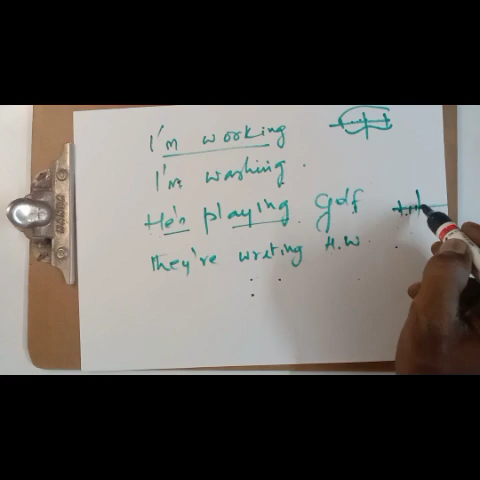 I'm working
I'm washing.
He's playing Golf
They're writing H.W.